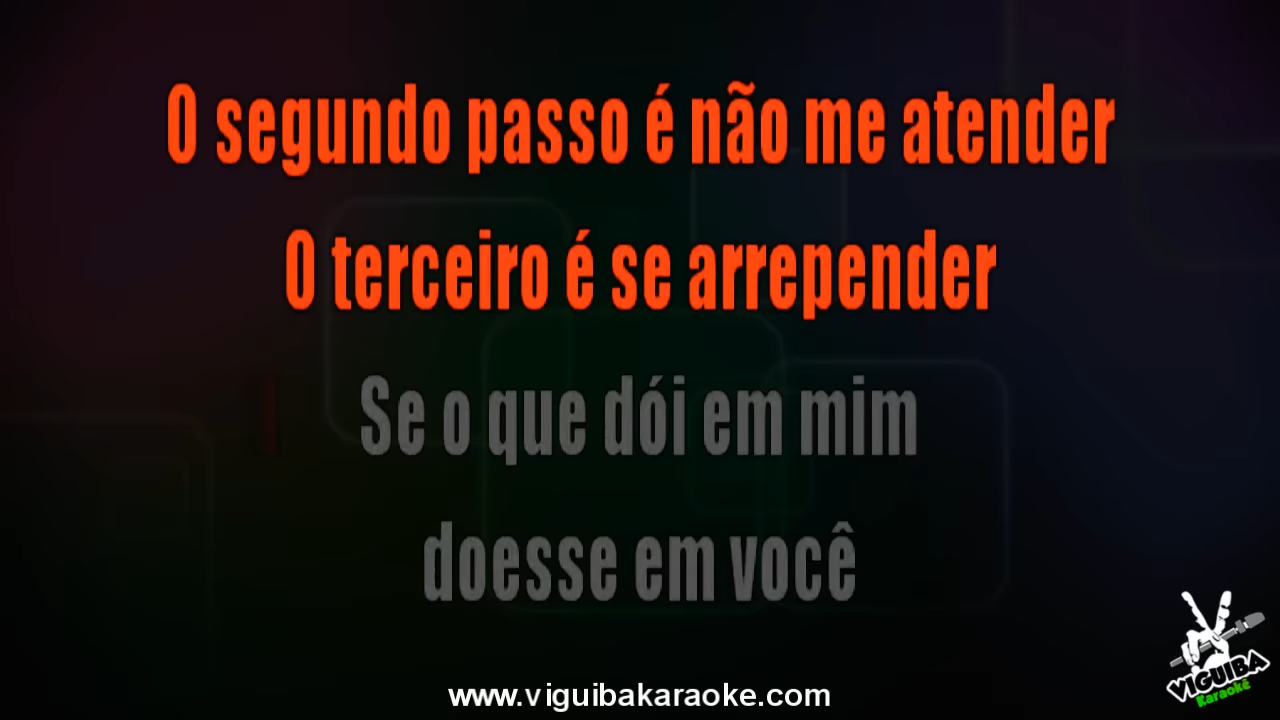 O segundo passo é não me atender
O terceiro é se arrepender
Se o que dói em mim
doesse em você
VIGUIBA
Karaokê
www.viguibakaraoke.com